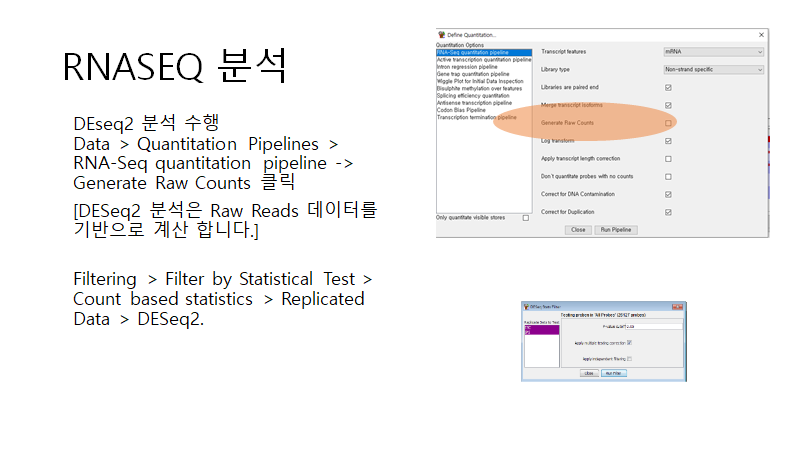 RNASEQ 분석
DEseq2 분석 수행
Data > Quantitation Pipelines >
RNA-Seq quantitation pipeline ->
Generate Raw Counts 클릭
[DESeq2 분석은 Raw Reads 데이터를
기반으로 계산 합니다.]
Filtering > Filter by Statistical Test >
Count based statistics > Replicated
Data > DESeq2.
Define Quantitation...
Quantitation Options
RNA-Seq quantitation pipeline
Active transcription quantitation pipeline
Intron regression pipeline
Gene trap quantitation pipeline
Wiggle Plot for Initial Data Inspection
Bisulphite methylation over features
Splicing efficiency quantitation
Antisense transcription pipeline
Codon Bias Pipeline
Transcription termination pipeline
Only quantitate visible stores
Transcript features
mRNA
Library type
Non-strand specific
Libraries are paired end
Merge transcript isoforms
Generate Raw Counts
Log transform
Apply transcript length correction
Don't quantitate probes with no counts
Correct for DNA Contamination
Correct for Duplication
Close
Run Pipeline
Testing probes in 'All Probes'
Replicate Sets to Test
P-value cutoff 0.05
Apply multiple testing correction
Apply independent filtering
Close
Run Filter